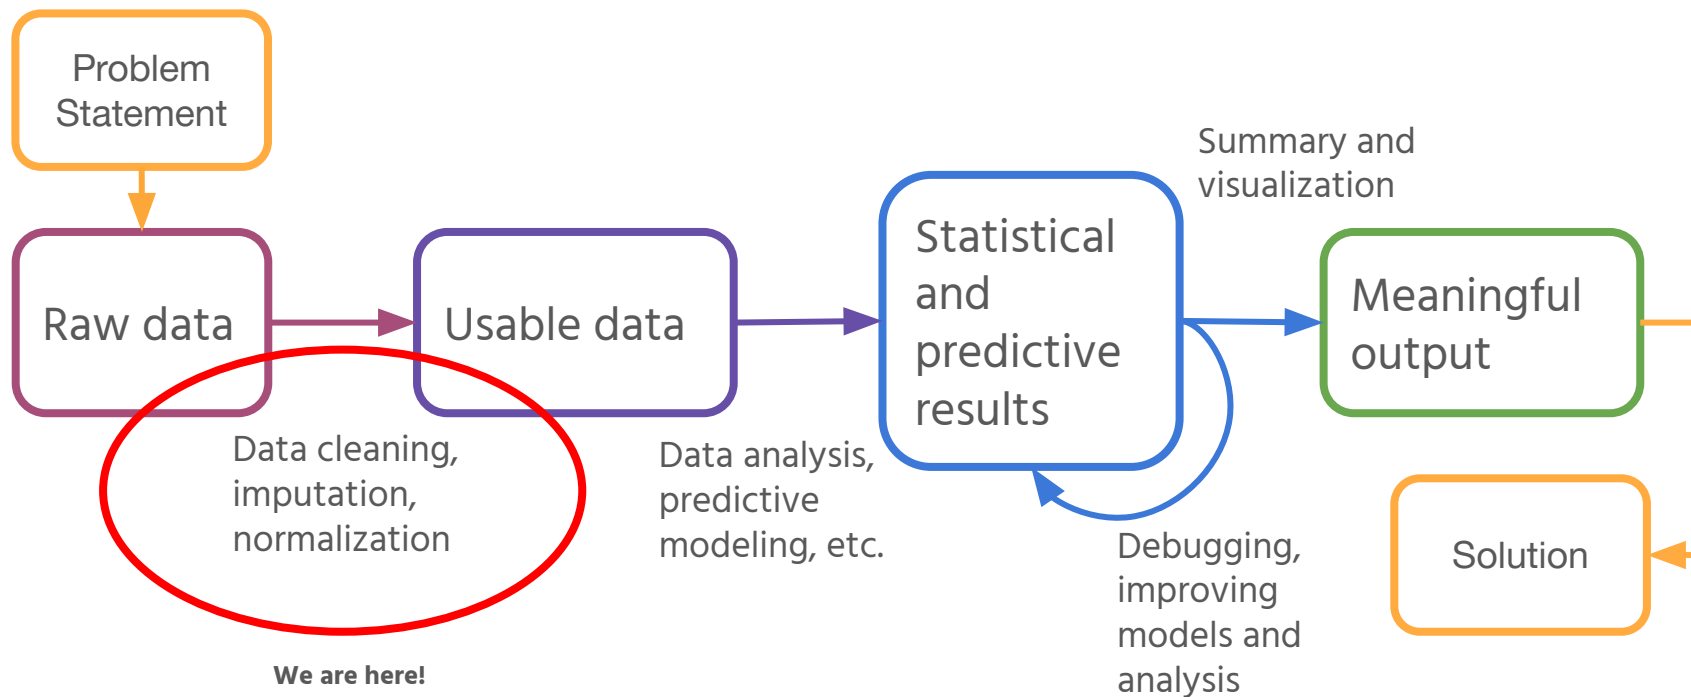 Problem
Statement
Raw data
Usable data
Statistical
and
predictive
results
Summary and
visualization
Meaningful
output
Data cleaning,
imputation,
normalization
Data analysis,
predictive
modeling, etc.
Debugging,
improving
models and
analysis
Solution
We are here!